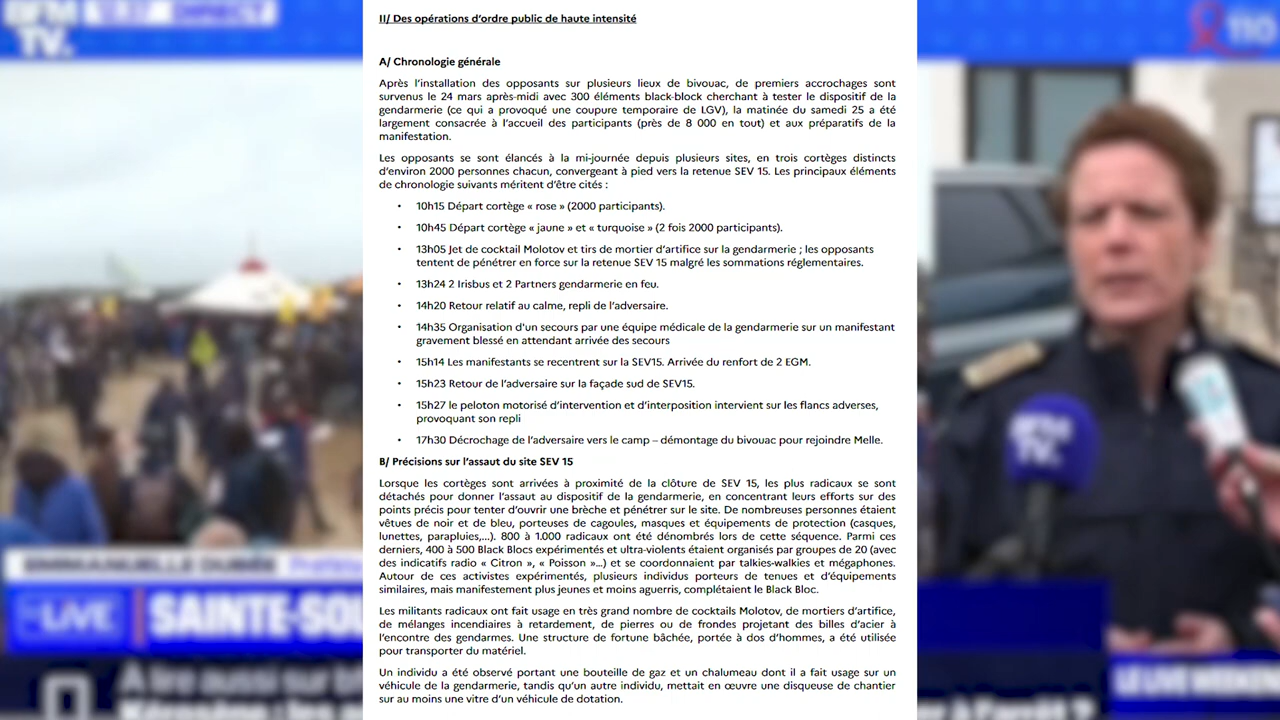 BFM
TV.
DIRECT
110
II/ Des opérations d'ordre public de haute intensité
A/ Chronologie générale
Après l'installation des opposants sur plusieurs lieux de bivouac, de premiers accrochages sont
survenus le 24 mars après-midi avec 300 éléments black-block cherchant à tester le dispositif de la
gendarmerie (ce qui a provoqué une coupure temporaire de LGV), la matinée du samedi 25 a été
largement consacrée à l'accueil des participants (près de 8 000 en tout) et aux préparatifs de la
manifestation.
Les opposants se sont élancés à la mi-journée depuis plusieurs sites, en trois cortèges distincts
d'environ 2000 personnes chacun, convergeant à pied vers la retenue SEV 15. Les principaux éléments
de chronologie suivants méritent d'être cités :
• 10h15 Départ cortège « rose » (2000 participants).
• 10h45 Départ cortège « jaune » et « turquoise » (2 fois 2000 participants).
• 13h05 Jet de cocktail Molotov et tirs de mortier d'artifice sur la gendarmerie ; les opposants
tentent de pénétrer en force sur la retenue SEV 15 malgré les sommations réglementaires.
• 13h24 2 Irisbus et 2 Partners gendarmerie en feu.
• 14h20 Retour relatif au calme, repli de l'adversaire.
• 14h35 Organisation d'un secours par une équipe médicale de la gendarmerie sur un manifestant
gravement blessé en attendant arrivée des secours
• 15h14 Les manifestants se recentrent sur la SEV15. Arrivée du renfort de 2 EGM.
• 15h23 Retour de l'adversaire sur la façade sud de SEV15.
• 15h27 le peloton motorisé d'intervention et d'interposition intervient sur les flancs adverses,
provoquant son repli
• 17h30 Décrochage de l'adversaire vers le camp – démontage du bivouac pour rejoindre Melle.
B/ Précisions sur l'assaut du site SEV 15
Lorsque les cortèges sont arrivées à proximité de la clôture de SEV 15, les plus radicaux se sont
détachés pour donner l'assaut au dispositif de la gendarmerie, en concentrant leurs efforts sur des
points précis pour tenter d'ouvrir une brèche et pénétrer sur le site. De nombreuses personnes étaient
vêtues de noir et de bleu, porteuses de cagoules, masques et équipements de protection (casques,
lunettes, parapluies,...). 800 à 1.000 radicaux ont été dénombrés lors de cette séquence. Parmi ces
derniers, 400 à 500 Black Blocs expérimentés et ultra-violents étaient organisés par groupes de 20 (avec
des indicatifs radio « Citron », « Poisson »...) et se coordonnaient par talkies-walkies et mégaphones.
Autour de ces activistes expérimentés, plusieurs individus porteurs de tenues et d'équipements
similaires, mais manifestement plus jeunes et moins aguerris, complétaient le Black Bloc.
Les militants radicaux ont fait usage en très grand nombre de cocktails Molotov, de mortiers d'artifice,
de mélanges incendiaires à retardement, de pierres ou de frondes projetant des billes d'acier à
l'encontre des gendarmes. Une structure de fortune bâchée, portée à dos d'hommes, a été utilisée
pour transporter du matériel.
Un individu a été observé portant une bouteille de gaz et un chalumeau dont il a fait usage sur un
véhicule de la gendarmerie, tandis qu'un autre individu, mettait en œuvre une disqueuse de chantier
sur au moins une vitre d'un véhicule de dotation.
BFM
TV.
EMMANUELLE DUBÉE
LIVE
SAINTE-SO
LE LIVE WEEKEN
À lire aussi sur